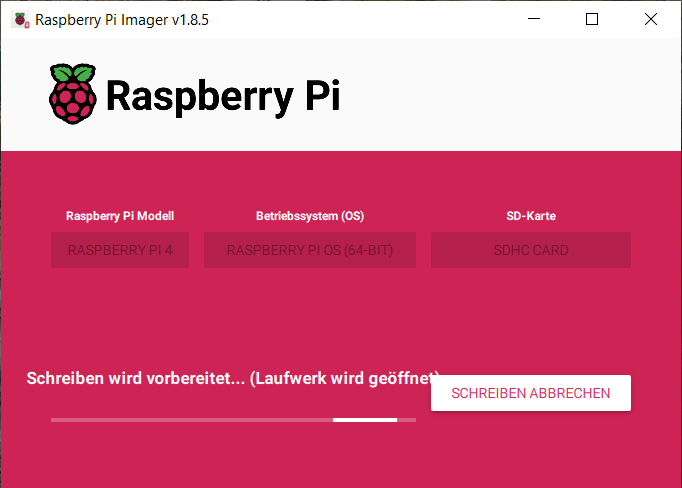 Raspberry Pi Imager v1.8.5
Raspberry Pi
Raspberry Pi Modell Betriebssystem (OS) SD-Karte
RASPBERRY PI 4 RASPBERRY PI OS (64-BIT) SDHC CARD
Schreiben wird vorbereitet... (Laufwerk wird geöffnet)
SCHREIBEN ABBRECHEN